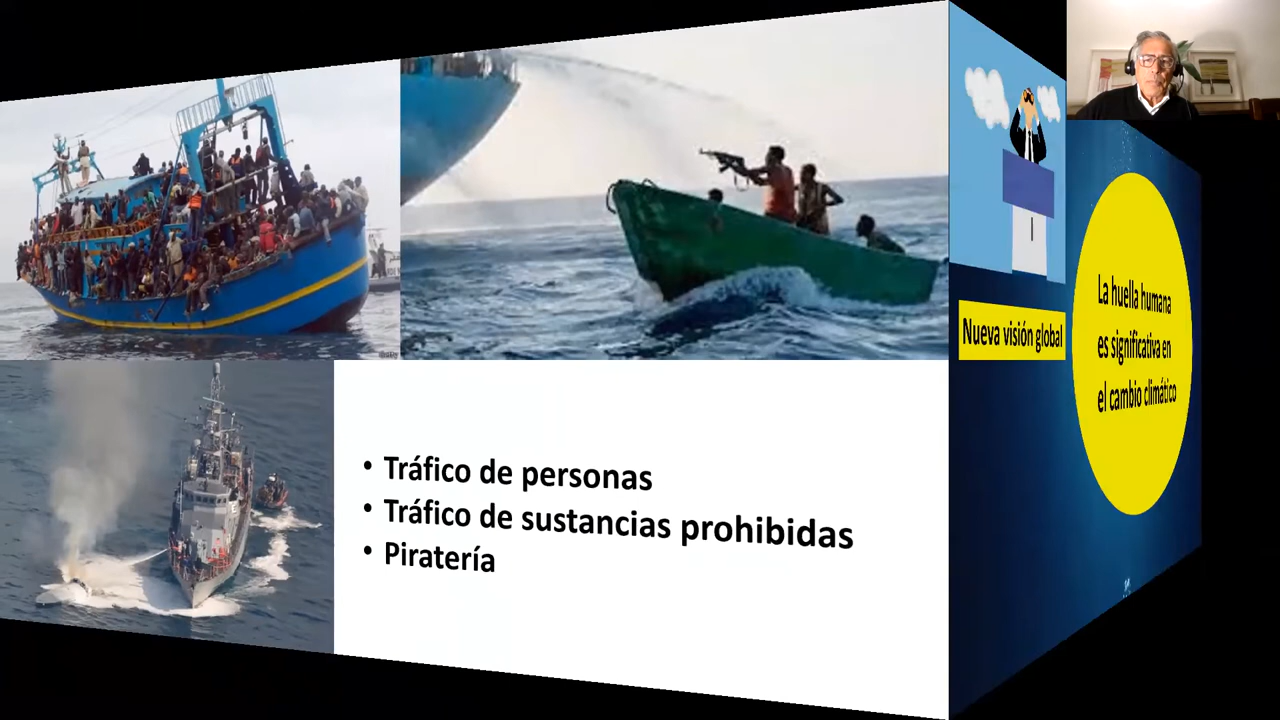 • Tráfico de personas
• Tráfico de sustancias prohibidas
• Piratería
Nueva visión global
La huella humana
es significativa en
el cambio climático